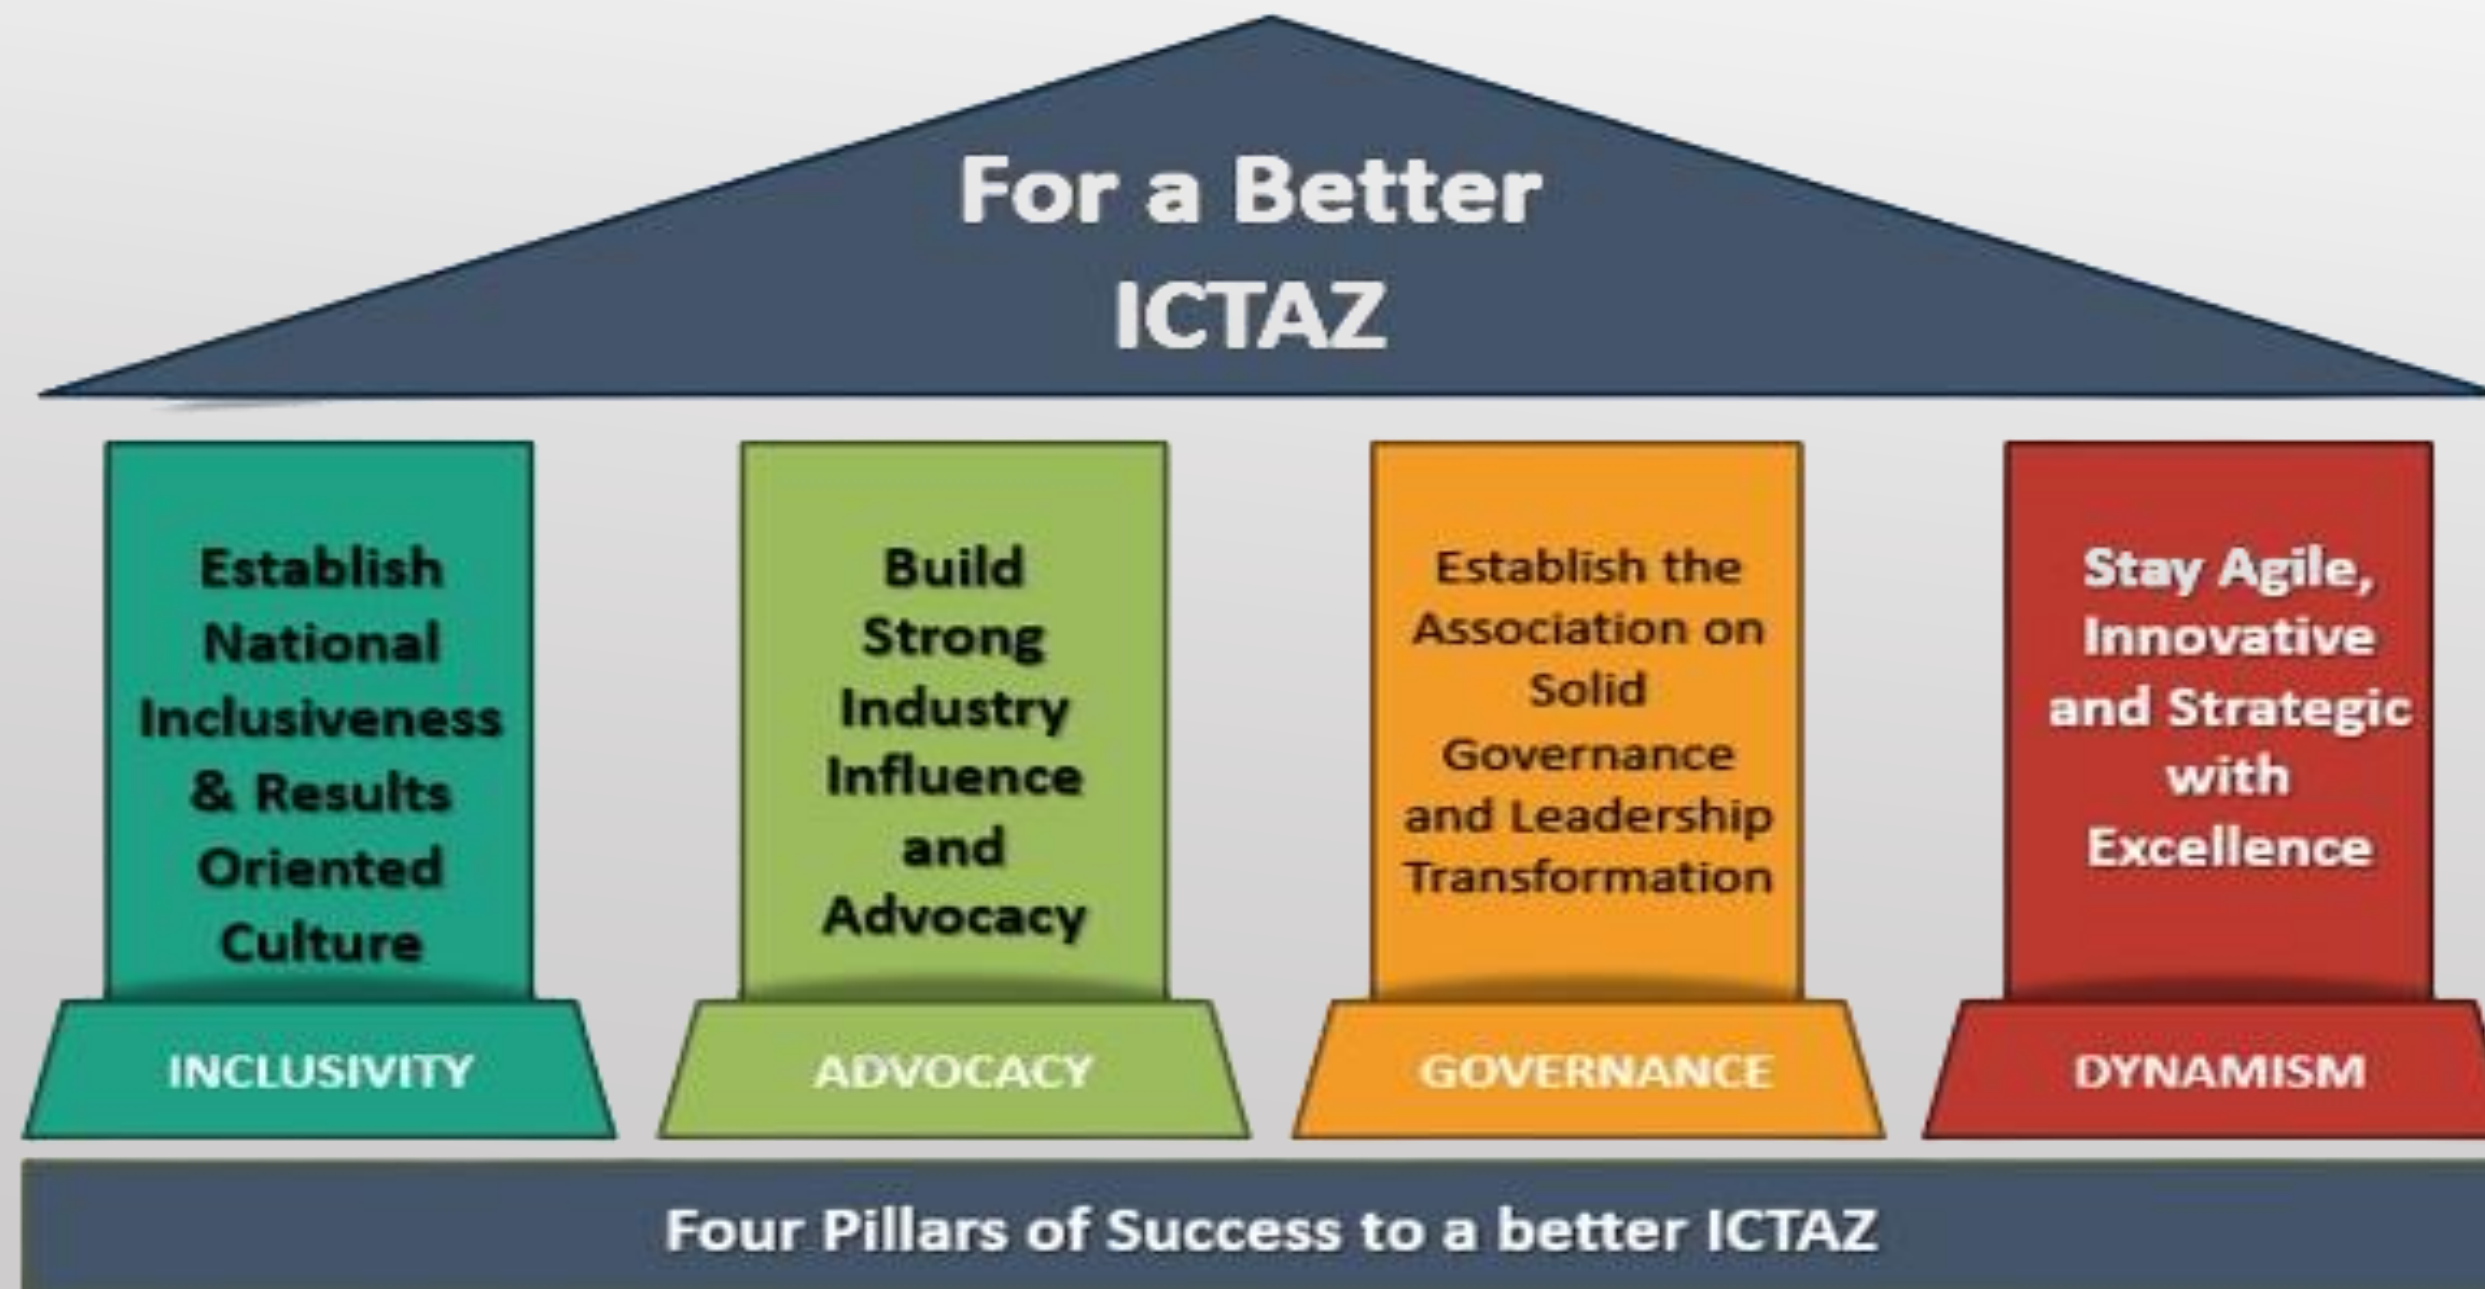 For a Better
ICTAZ
Establish
National
Inclusiveness
& Results
Oriented
Culture
INCLUSIVITY
Build
Strong
Industry
Influence
and
Advocacy
ADVOCACY
Establish the
Association on
Solid
Governance
and Leadership
Transformation
GOVERNANCE
Stay Agile,
Innovative
and Strategic
with
Excellence
DYNAMISM
Four Pillars of Success to a better ICTAZ